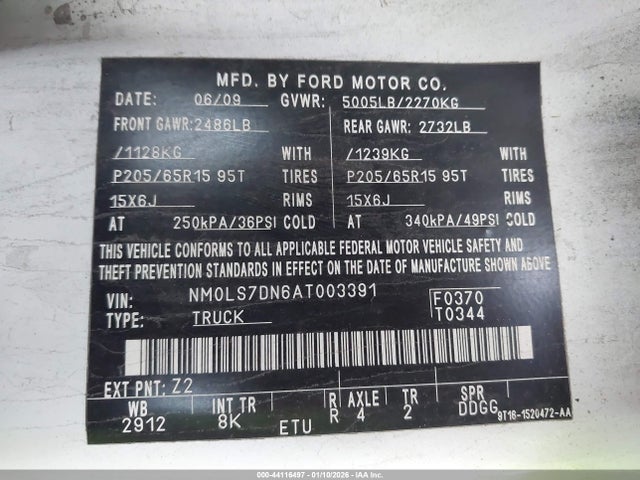 MFD. BY FORD MOTOR CO.
DATE: 06/09 GVWR: 5005LB/2270KG
FRONT GAWR: 2486LB REAR GAWR: 2732LB
/1128KG WITH /1239KG WITH
P205/65R15 95T TIRES P205/65R15 95T TIRES
15X6J RIMS 15X6J RIMS
AT 250kPA/36PSI COLD AT 340kPA/49PSI COLD
THIS VEHICLE CONFORMS TO ALL APPLICABLE FEDERAL MOTOR VEHICLE SAFETY AND
THEFT PREVENTION STANDARDS IN EFFECT ON THE DATE OF MANUFACTURE SHOWN ABOVE
VIN: NM0LS7DN6AT003391 F0370
TYPE: TRUCK T0344
EXT PNT: Z2
WB INT TR R AXLE TR SPR
2912 8K ETU R 4 2 DDGG
9T16-1520472-AA
000-44116497 - 01/10/2026 - IAAI.com